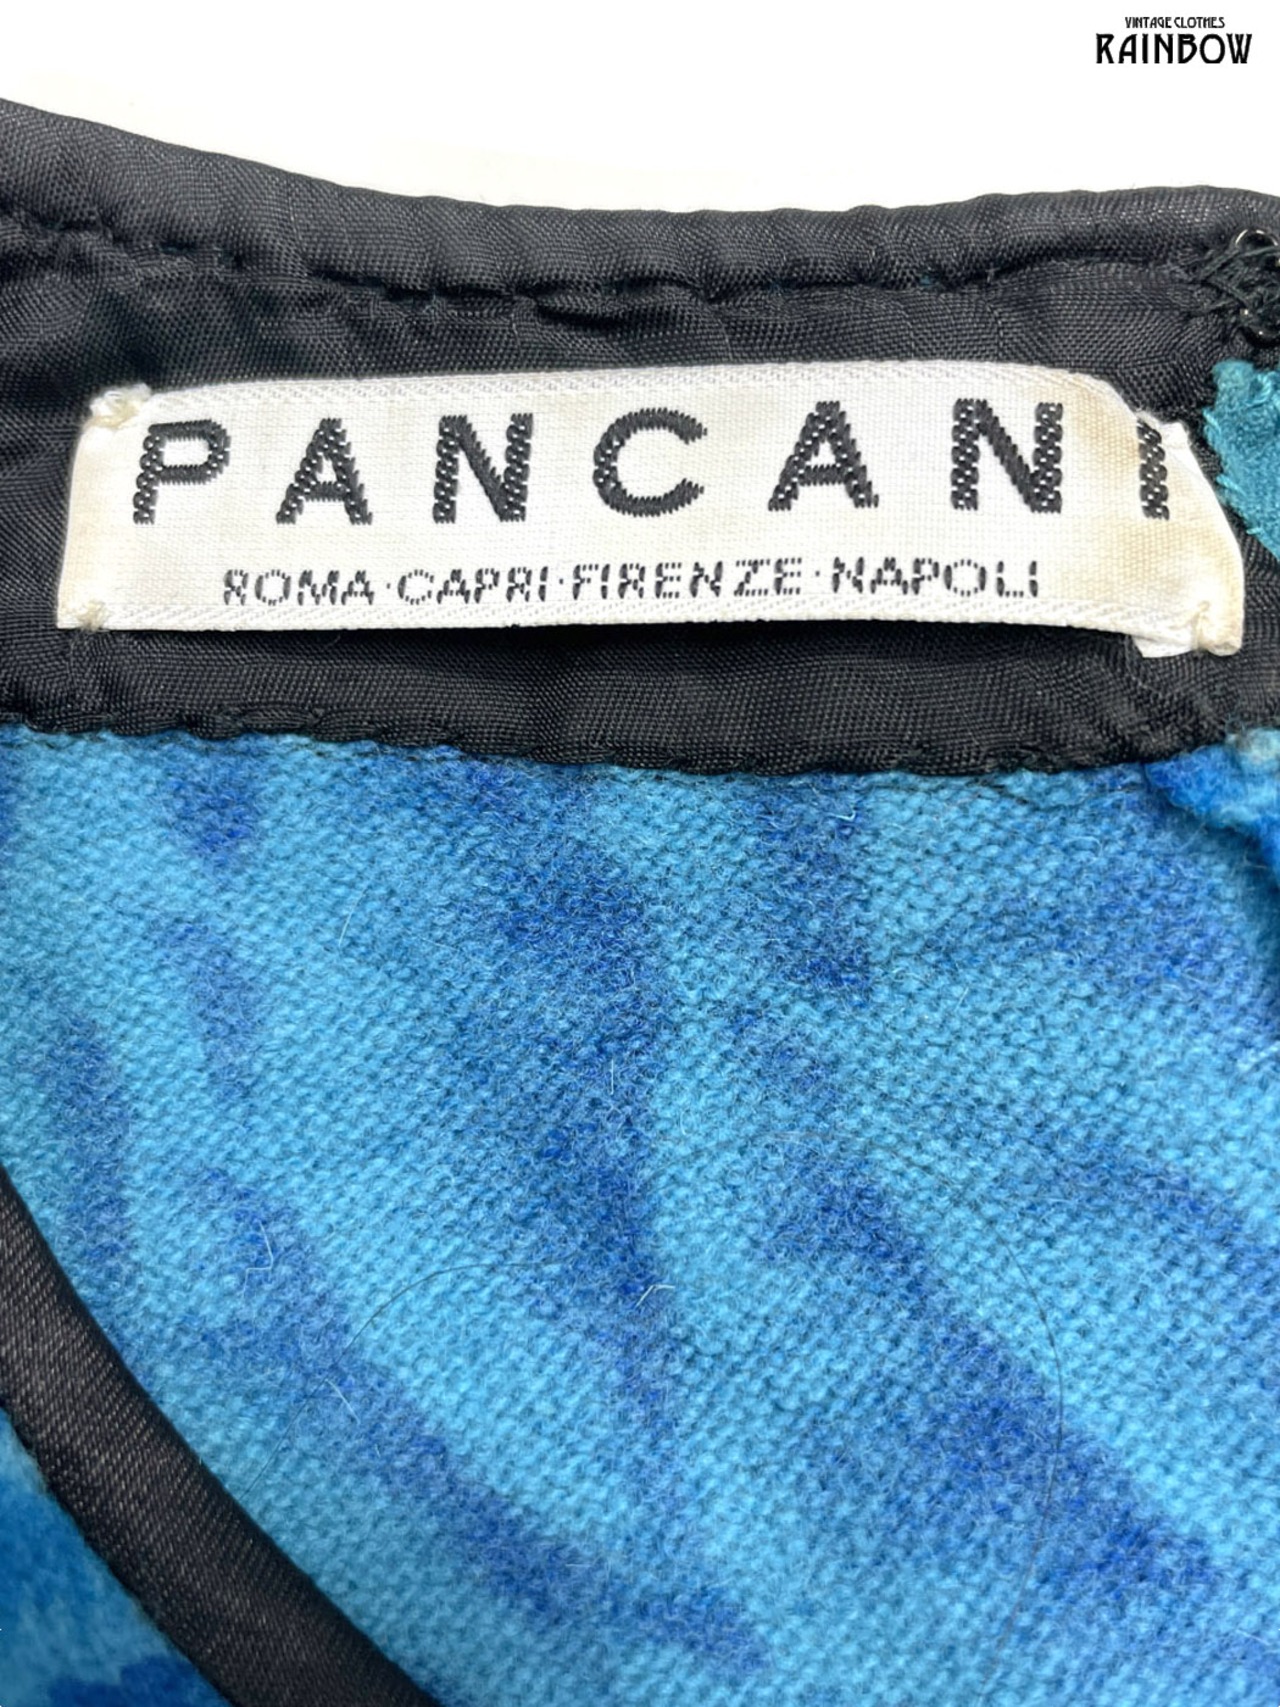 VINTAGE CLOTHES
RAINBOW
PANCANI
ROMA·CAPRI·FIRENZE·NAPOLI